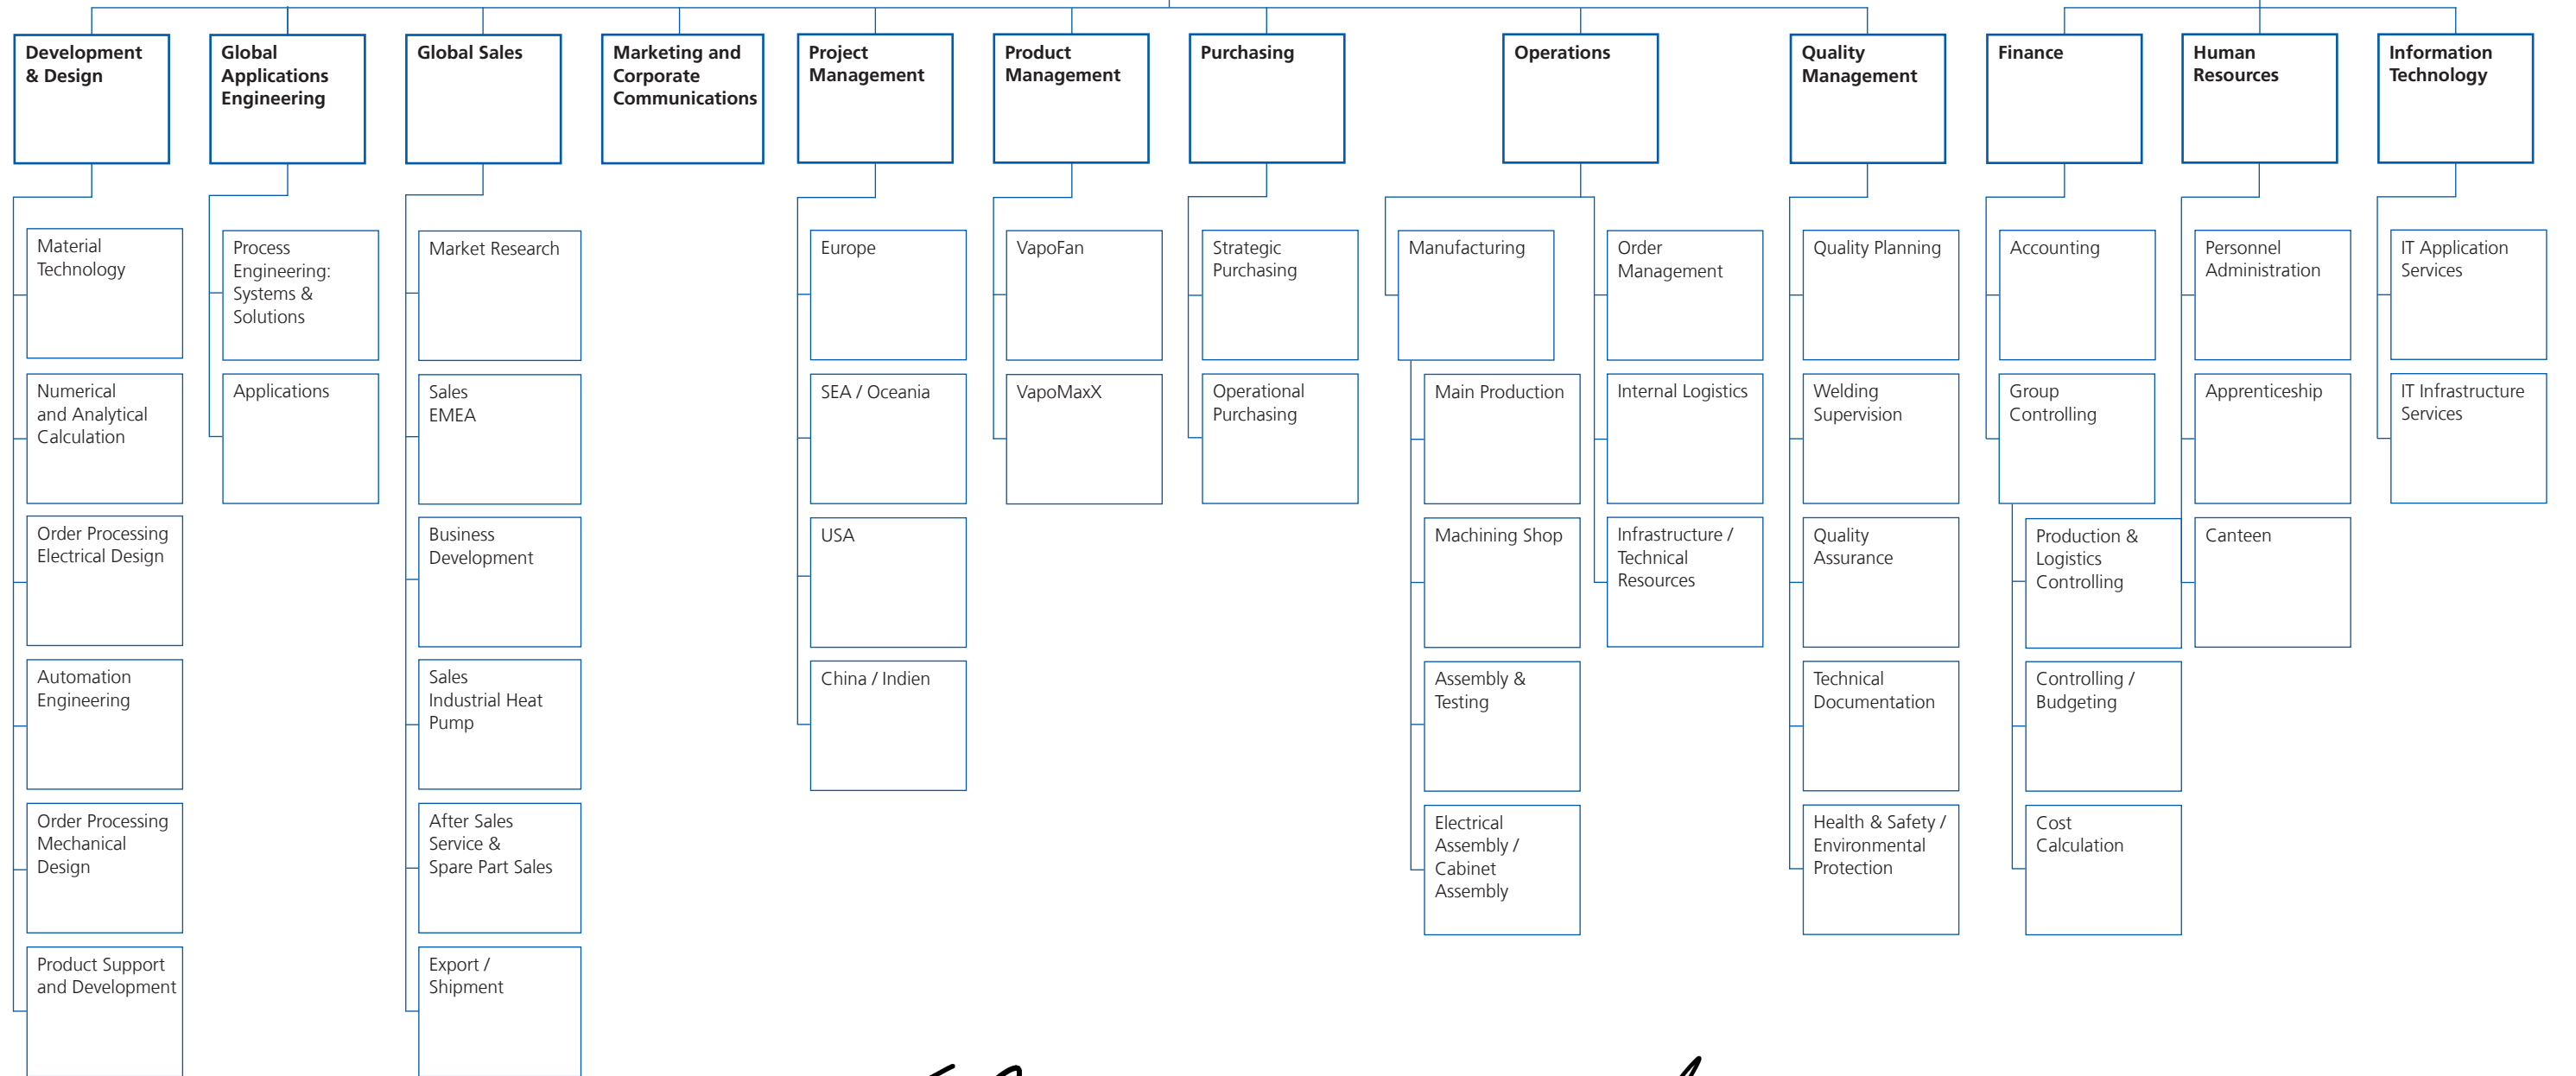 Development
& Design
Global
Applications
Engineering
Global Sales
Marketing and
Corporate
Communications
Project
Management
Product
Management
Purchasing
Operations
Quality
Management
Finance
Human
Resources
Information
Technology
Material
Technology
Numerical
and Analytical
Calculation
Order Processing
Electrical Design
Automation
Engineering
Order Processing
Mechanical
Design
Product Support
and Development
Process
Engineering:
Systems &
Solutions
Applications
Market Research
Sales
EMEA
Business
Development
Sales
Industrial Heat
Pump
After Sales
Service &
Spare Part Sales
Export /
Shipment
Europe
SEA / Oceania
USA
China / Indien
VapoFan
VapoMaxX
Strategic
Purchasing
Operational
Purchasing
Manufacturing
Main Production
Machining Shop
Assembly &
Testing
Electrical
Assembly /
Cabinet
Assembly
Order
Management
Internal Logistics
Infrastructure /
Technical
Resources
Quality Planning
Welding
Supervision
Quality
Assurance
Technical
Documentation
Health & Safety /
Environmental
Protection
Accounting
Group
Controlling
Production &
Logistics
Controlling
Controlling /
Budgeting
Cost
Calculation
Personnel
Administration
Apprenticeship
Canteen
IT Application
Services
IT Infrastructure
Services